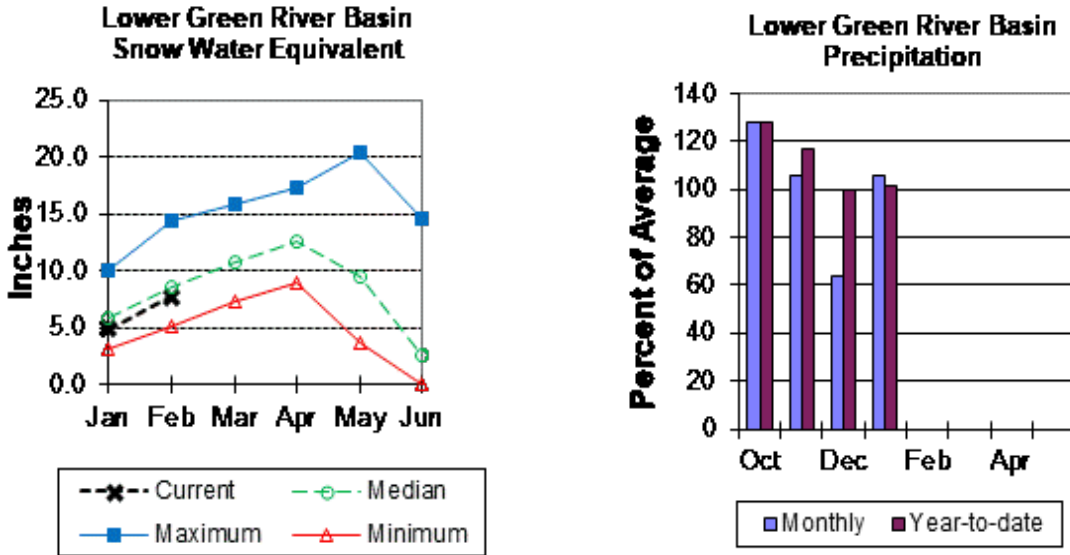 Lower Green River Basin
Snow Water Equivalent
25.0
20.0
15.0
10.0
5.0
0.0
Inches
Jan Feb Mar Apr May Jun
Current Median
Maximum Minimum
Lower Green River Basin
Precipitation
140
120
100
80
60
40
20
0
Percent of Average
Oct Dec Feb Apr
Monthly Year-to-date